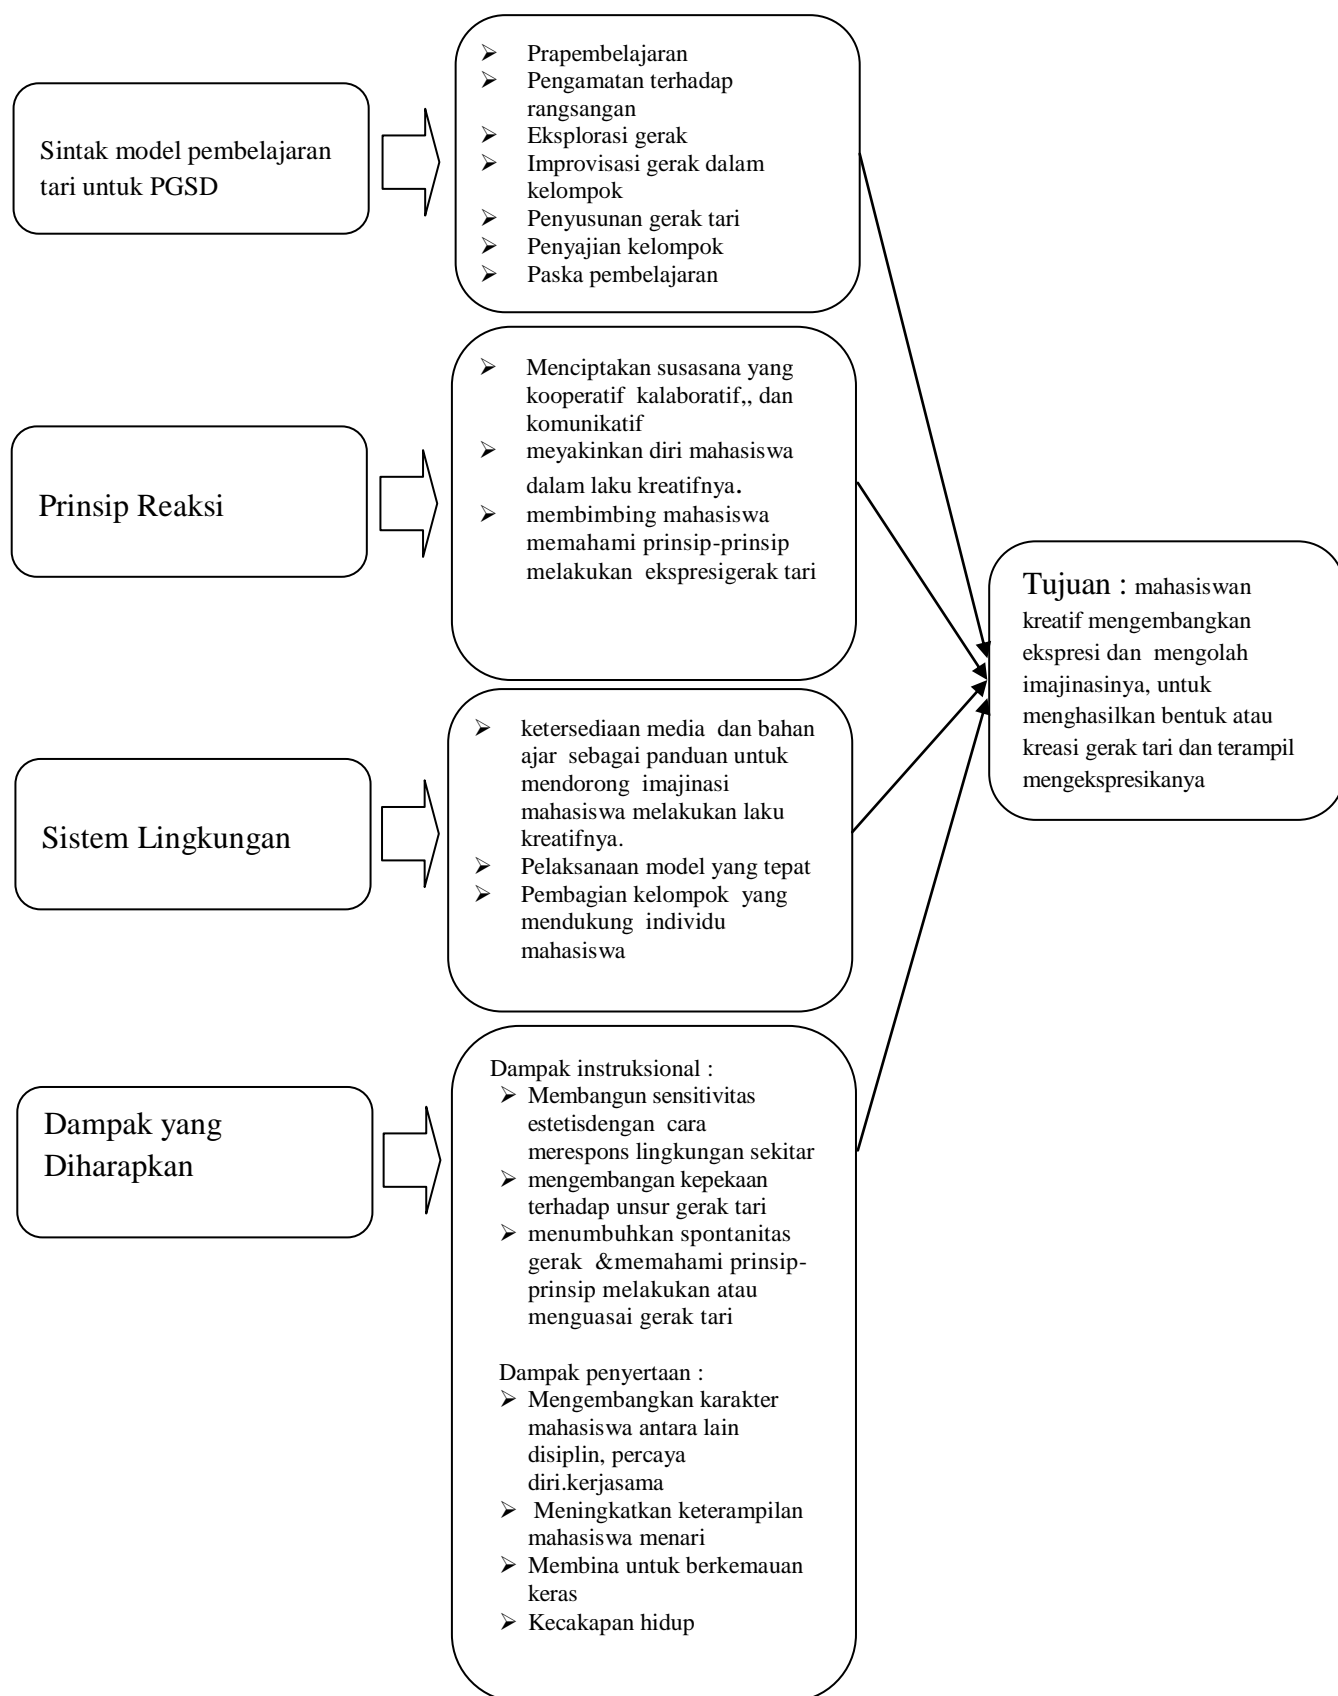 Sintak model pembelajaran
tari untuk PGSD
➢ Prapembelajaran
➢ Pengamatan terhadap
rangsangan
➢ Eksplorasi gerak
➢ Improvisasi gerak dalam
kelompok
➢ Penyusunan gerak tari
➢ Penyajian kelompok
➢ Paska pembelajaran
Prinsip Reaksi
➢ Menciptakan susasana yang
kooperatif kalaboratif,, dan
komunikatif
➢ meyakinkan diri mahasiswa
dalam laku kreatifnya.
➢ membimbing mahasiswa
memahami prinsip-prinsip
melakukan ekspresigerak tari
Sistem Lingkungan
➢ ketersediaan media dan bahan
ajar sebagai panduan untuk
mendorong imajinasi
mahasiswa melakukan laku
kreatifnya.
➢ Pelaksanaan model yang tepat
➢ Pembagian kelompok yang
mendukung individu
mahasiswa
Dampak yang
Diharapkan
Dampak instruksional :
➢ Membangun sensitivitas
estetisdengan cara
merespons lingkungan sekitar
➢ mengembangan kepekaan
terhadap unsur gerak tari
➢ menumbuhkan spontanitas
gerak &memahami prinsip-
prinsip melakukan atau
menguasai gerak tari
Dampak penyertaan :
➢ Mengembangkan karakter
mahasiswa antara lain
disiplin, percaya
diri.kerjasama
➢ Meningkatkan keterampilan
mahasiswa menari
➢ Membina untuk berkemauan
keras
➢ Kecakapan hidup
Tujuan : mahasiswan
kreatif mengembangkan
ekspresi dan mengolah
imajinasinya, untuk
menghasilkan bentuk atau
kreasi gerak tari dan terampil
mengekspresikanya